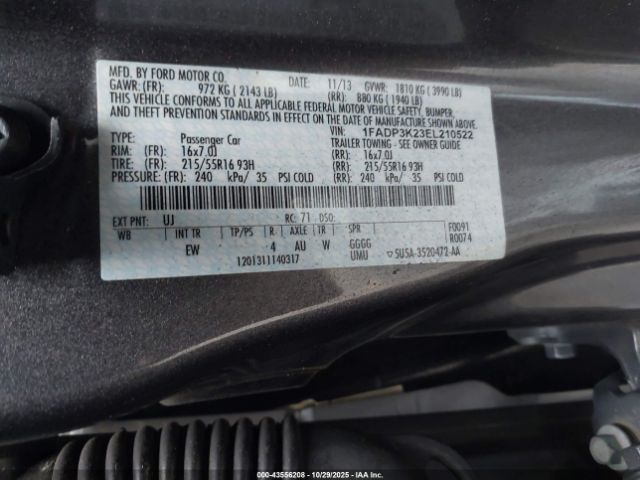 MFD. BY FORD MOTOR CO. DATE: 11/13 GVWR: 1810 KG ( 3990 LB)
GAWR: (FR): 972 KG ( 2143 LB) (RR): 880 KG ( 1940 LB)
THIS VEHICLE CONFORMS TO ALL APPLICABLE FEDERAL MOTOR VEHICLE SAFETY, BUMPER,
AND THEFT PREVENTION STANDARDS IN EFFECT ON THE DATE OF MANUFACTURE SHOWN ABOVE.
VIN: 1FADP3K23EL210522
TYPE: Passenger Car TRAILER TOWING - SEE OWNER GUIDE
RIM: (FR) 16x7.0J (RR) 16x7.0J
TIRE: (FR) 215/55R16 93H (RR) 215/55R16 93H
PRESSURE: (FR) 240 kPa/ 35 PSI COLD (RR) 240 kPa/ 35 PSI COLD
EXT PNT: UJ RC: 71 DSO: F0091
WB INT TR TP/PS R AXLE TR SPR R0074
EW 4 AU W GGGG
1201311140317 UMU 5U5A-3520472-AA
000-43556208 | 10/29/2025 | IAA Inc.